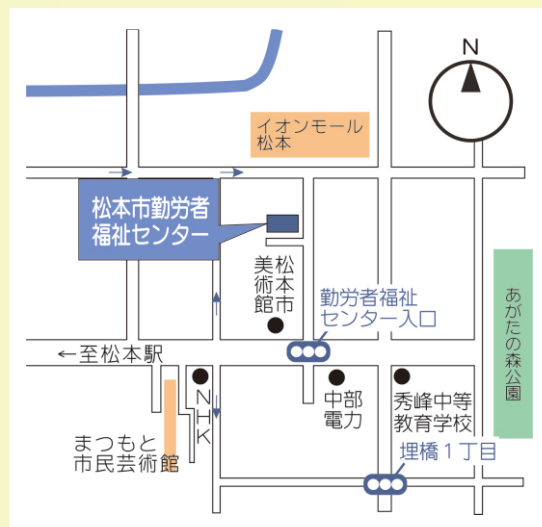 N
イオンモール
松本
松本市勤労者
福祉センター
松本市
美術館
勤労者福祉
センター入口
あがたの森公園
←至松本駅
NHK
中部
電力
秀峰中等
教育学校
まつもと
市民芸術館
埋橋1丁目